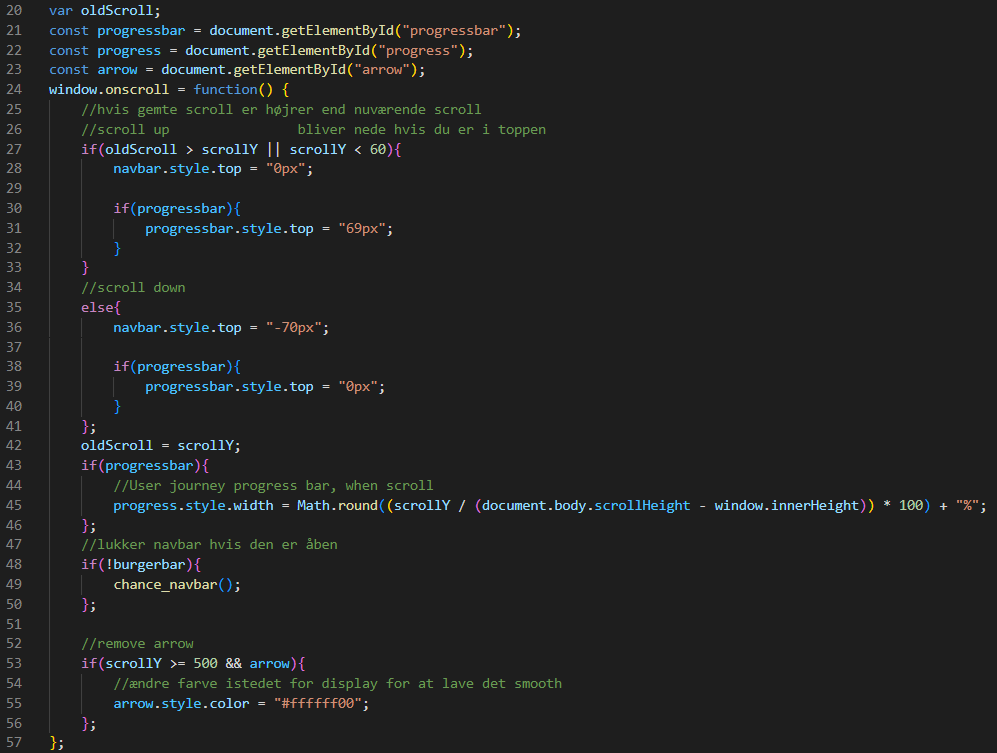 20 var oldScroll;
21 const progressbar = document.getElementById("progressbar");
22 const progress = document.getElementById("progress");
23 const arrow = document.getElementById("arrow");
24 window.onscroll = function() {
25     //hvis gemte scroll er højrer end nuværende scroll
26     //scroll up                bliver nede hvis du er i toppen
27     if(oldScroll > scrollY || scrollY < 60){
28         navbar.style.top = "0px";
29
30         if(progressbar){
31             progressbar.style.top = "69px";
32         }
33     }
34     //scroll down
35     else{
36         navbar.style.top = "-70px";
37
38         if(progressbar){
39             progressbar.style.top = "0px";
40         }
41     };
42     oldScroll = scrollY;
43     if(progressbar){
44         //User journey progress bar, when scroll
45         progress.style.width = Math.round((scrollY / (document.body.scrollHeight - window.innerHeight)) * 100) + "%";
46     };
47     //lukker navbar hvis den er åben
48     if(!burgerbar){
49         chance_navbar();
50     };
51
52     //remove arrow
53     if(scrollY >= 500 && arrow){
54         //ændre farve istedet for display for at lave det smooth
55         arrow.style.color = "#ffffff00";
56     };
57 };